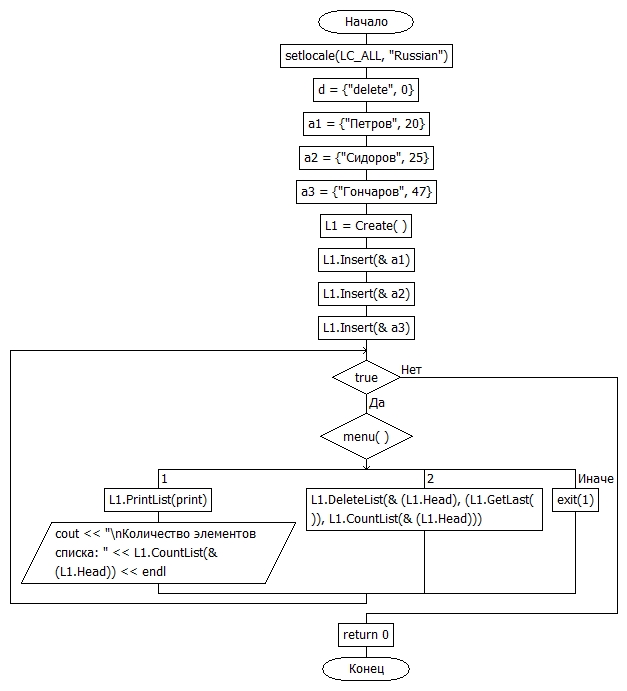 Начало
setlocale(LC_ALL, "Russian")
d = {"delete", 0}
a1 = {"Петров", 20}
a2 = {"Сидоров", 25}
a3 = {"Гончаров", 47}
L1 = Create( )
L1.Insert(& a1)
L1.Insert(& a2)
L1.Insert(& a3)
true
Нет
Да
menu( )
1
2
Иначе
L1.PrintList(print)
L1.DeleteList(& (L1.Head), (L1.GetLast(
)), L1.CountList(& (L1.Head)))
exit(1)
cout << "\nКоличество элементов
списка: " << L1.CountList(&
(L1.Head)) << endl
return 0
Конец